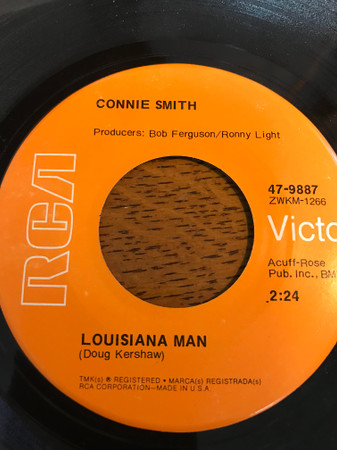 CONNIE SMITH
Producers: Bob Ferguson/Ronny Light
RCA
47-9887
ZWKM-1266
Victo
Acuff-Rose
Pub. Inc., BM
2:24
LOUISIANA MAN
(Doug Kershaw)
TMK(s) ® REGISTERED • MARCA(s) REGISTRADA(s)
RCA CORPORATION—MADE IN U.S.A.